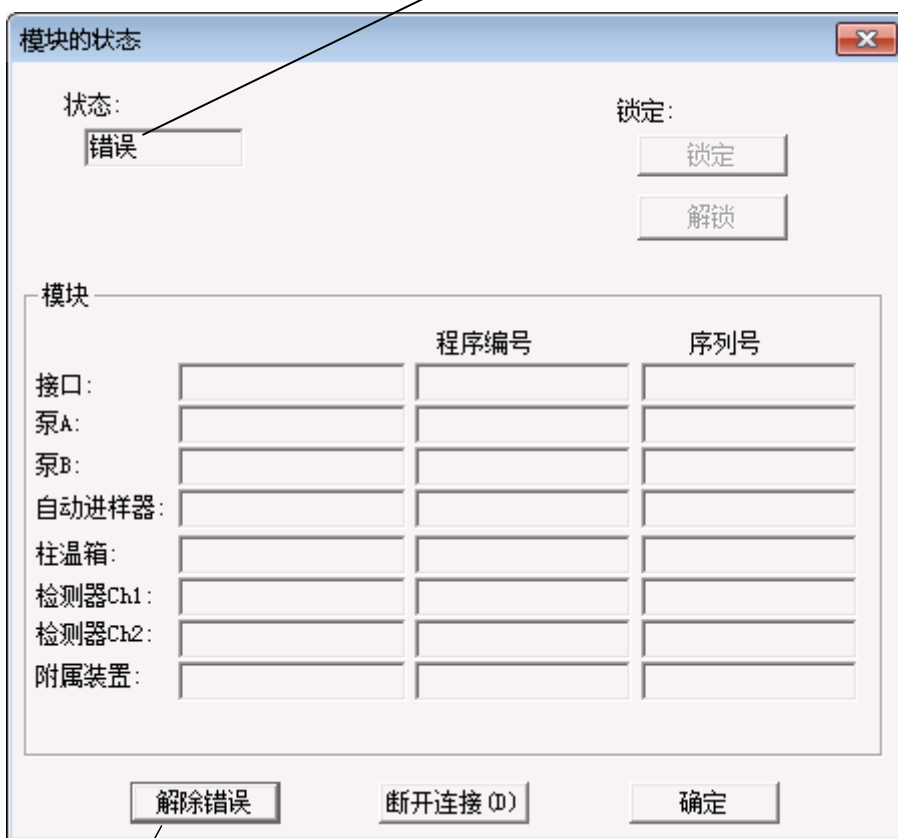 模块的状态
状态:
锁定:
错误
锁定
解锁
模块
程序编号
序列号
接口:
泵A:
泵B:
自动进样器:
柱温箱:
检测器Ch1:
检测器Ch2:
附属装置:
解除错误
断开连接(D)
确定